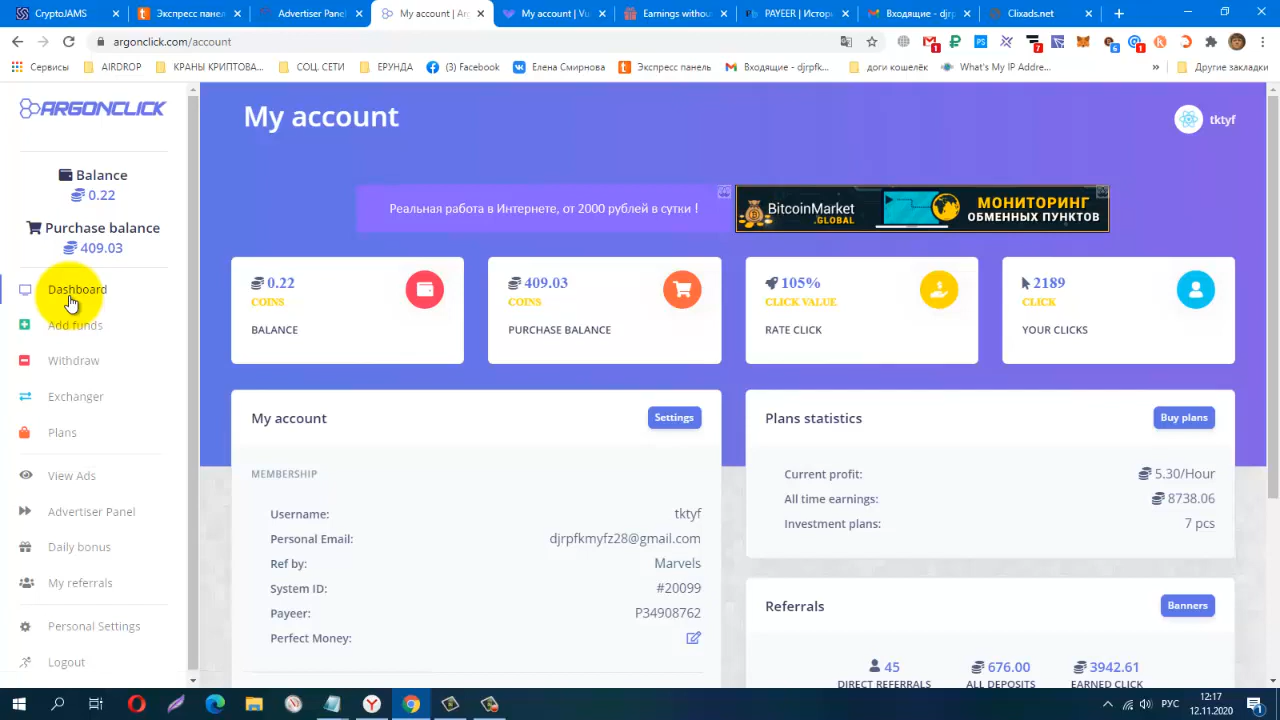 CryptoJAMS
Экспресс панел
Advertiser Panel
My account | Arg
My account | Vu
Earnings withou
PAYEER | Истор
Входящие - djrp
Clixads.net
argonclick.com/account
Сервисы
AIRDROP
КРАНЫ КРИПТОВА...
СОЦ. СЕТИ
ЕРУНДА
(3) Facebook
Елена Смирнова
Экспресс панель
Входящие - djrpfk...
доги кошелёк
What's My IP Addre...
»
Другие закладки
ARGONCLICK
Balance
0.22
Purchase balance
409.03
Dashboard
Add funds
Withdraw
Exchanger
Plans
View Ads
Advertiser Panel
Daily bonus
My referrals
Personal Settings
Logout
My account
tktyf
Реальная работа в Интернете, от 2000 рублей в сутки !
BitcoinMarket
.GLOBAL
МОНИТОРИНГ
ОБМЕННЫХ ПУНКТОВ
0.22
COINS
BALANCE
409.03
COINS
PURCHASE BALANCE
105%
CLICK VALUE
RATE CLICK
2189
CLICK
YOUR CLICKS
My account
Settings
MEMBERSHIP
Username: tktyf
Personal Email: djrpfkmyfz28@gmail.com
Ref by: Marvels
System ID: #20099
Payeer: P34908762
Perfect Money:
Plans statistics
Buy plans
Current profit: 5.30/Hour
All time earnings: 8738.06
Investment plans: 7 pcs
Referrals
Banners
45
DIRECT REFERRALS
676.00
ALL DEPOSITS
3942.61
EARNED CLICK
РУС
12:17
12.11.2020